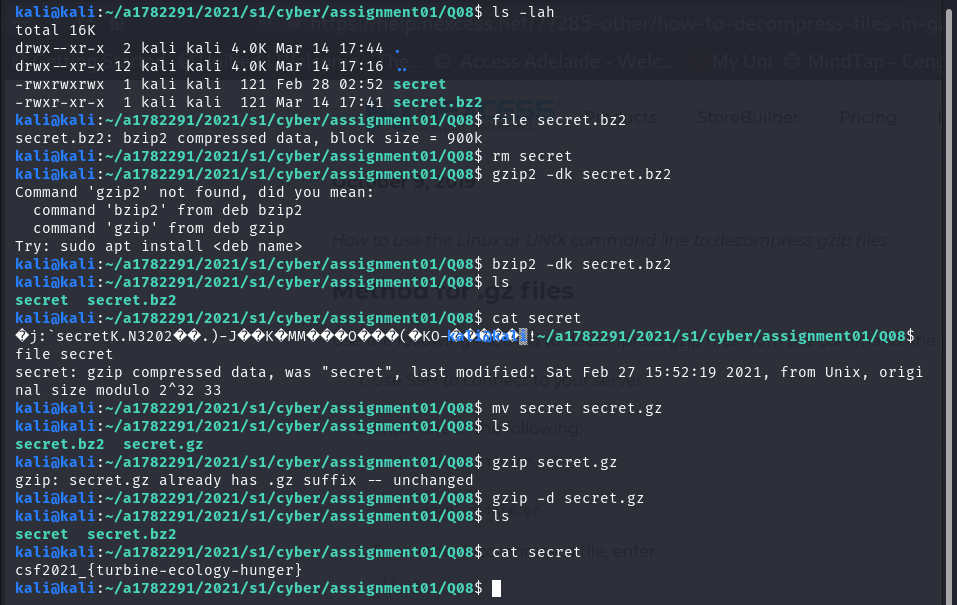 kali@kali:~/a1782291/2021/s1/cyber/assignment01/Q08$ ls -lah
total 16K
drwx--xr-x  2 kali kali 4.0K Mar 14 17:44 .
drwx--xr-x 12 kali kali 4.0K Mar 14 17:16 ..
-rwxrwxrwx  1 kali kali  121 Feb 28 02:52 secret
-rwxr-xr-x  1 kali kali  121 Mar 14 17:41 secret.bz2
kali@kali:~/a1782291/2021/s1/cyber/assignment01/Q08$ file secret.bz2
secret.bz2: bzip2 compressed data, block size = 900k
kali@kali:~/a1782291/2021/s1/cyber/assignment01/Q08$ rm secret
kali@kali:~/a1782291/2021/s1/cyber/assignment01/Q08$ gzip2 -dk secret.bz2
Command 'gzip2' not found, did you mean:
  command 'bzip2' from deb bzip2
  command 'gzip' from deb gzip
Try: sudo apt install <deb name>
kali@kali:~/a1782291/2021/s1/cyber/assignment01/Q08$ bzip2 -dk secret.bz2
kali@kali:~/a1782291/2021/s1/cyber/assignment01/Q08$ ls
secret  secret.bz2
kali@kali:~/a1782291/2021/s1/cyber/assignment01/Q08$ cat secret
�j:`secretK.N3202��.)-J��K�MM���O���(�KO-!~/a1782291/2021/s1/cyber/assignment01/Q08$
file secret
secret: gzip compressed data, was "secret", last modified: Sat Feb 27 15:52:19 2021, from Unix, origi
nal size modulo 2^32 33
kali@kali:~/a1782291/2021/s1/cyber/assignment01/Q08$ mv secret secret.gz
kali@kali:~/a1782291/2021/s1/cyber/assignment01/Q08$ ls
secret.bz2  secret.gz
kali@kali:~/a1782291/2021/s1/cyber/assignment01/Q08$ gzip secret.gz
gzip: secret.gz already has .gz suffix -- unchanged
kali@kali:~/a1782291/2021/s1/cyber/assignment01/Q08$ gzip -d secret.gz
kali@kali:~/a1782291/2021/s1/cyber/assignment01/Q08$ ls
secret  secret.bz2
kali@kali:~/a1782291/2021/s1/cyber/assignment01/Q08$ cat secret
csf2021_{turbine-ecology-hunger}
kali@kali:~/a1782291/2021/s1/cyber/assignment01/Q08$